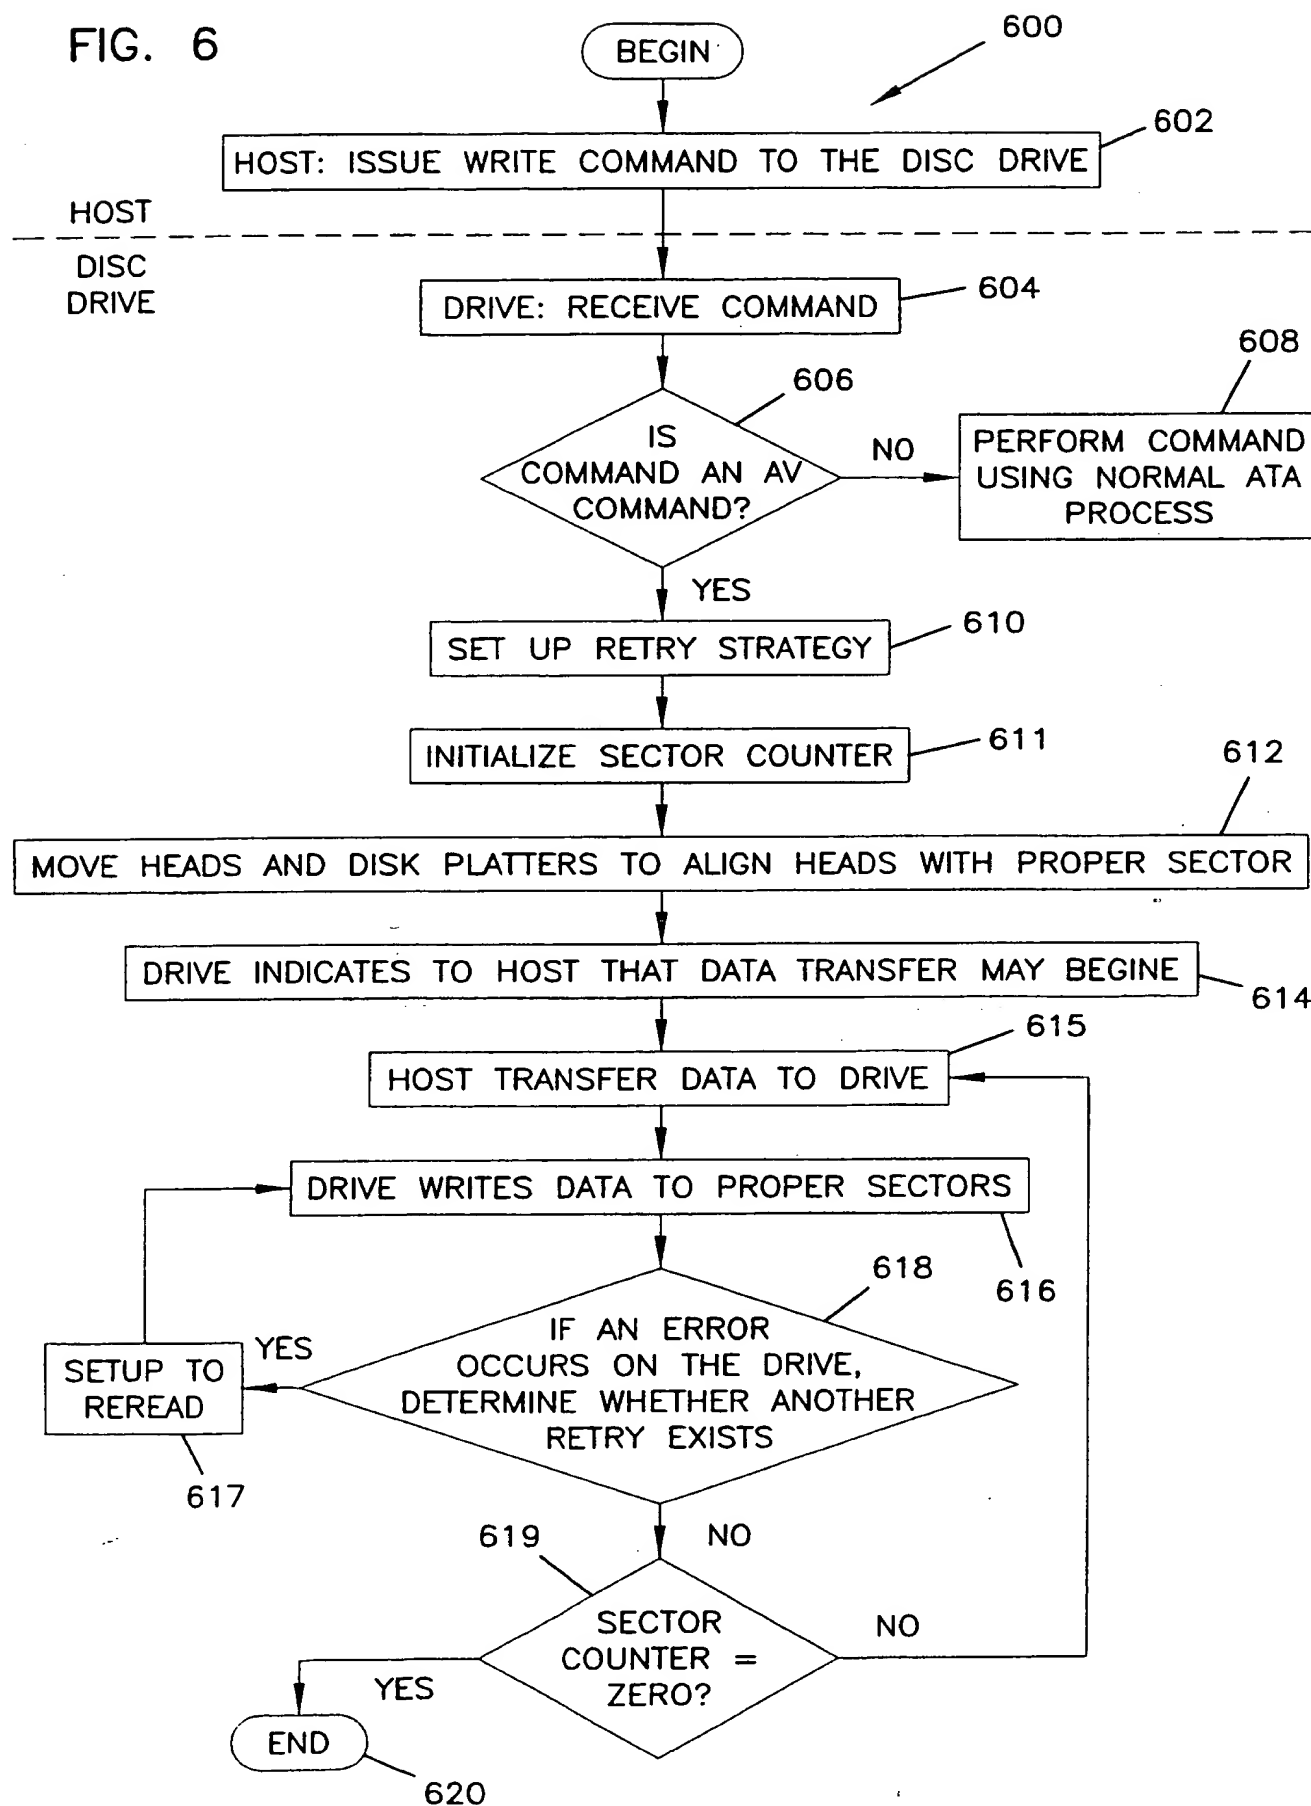 FIG. 6
BEGIN
600
602
HOST: ISSUE WRITE COMMAND TO THE DISC DRIVE
HOST
DISC
DRIVE
604
DRIVE: RECEIVE COMMAND
606
608
IS
COMMAND AN AV
COMMAND?
NO
PERFORM COMMAND
USING NORMAL ATA
PROCESS
YES
610
SET UP RETRY STRATEGY
611
INITIALIZE SECTOR COUNTER
612
MOVE HEADS AND DISK PLATTERS TO ALIGN HEADS WITH PROPER SECTOR
DRIVE INDICATES TO HOST THAT DATA TRANSFER MAY BEGINE
614
615
HOST TRANSFER DATA TO DRIVE
DRIVE WRITES DATA TO PROPER SECTORS
616
618
IF AN ERROR
OCCURS ON THE DRIVE,
DETERMINE WHETHER ANOTHER
RETRY EXISTS
YES
SETUP TO
REREAD
617
NO
619
SECTOR
COUNTER =
ZERO?
NO
YES
END
620